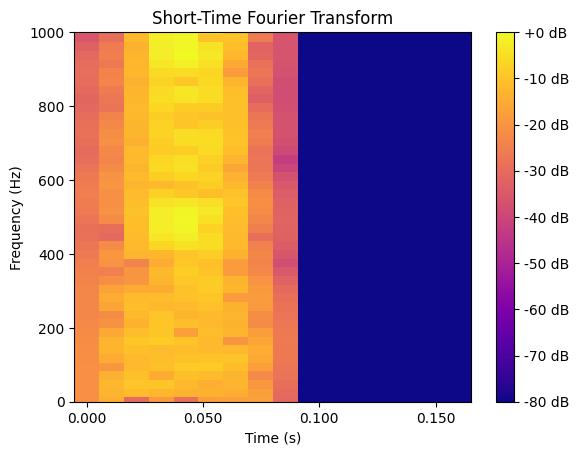 Short-Time Fourier Transform
Frequency (Hz)
1000
800
600
400
200
0
0.000
0.050
0.100
0.150
Time (s)
+0 dB
-10 dB
-20 dB
-30 dB
-40 dB
-50 dB
-60 dB
-70 dB
-80 dB